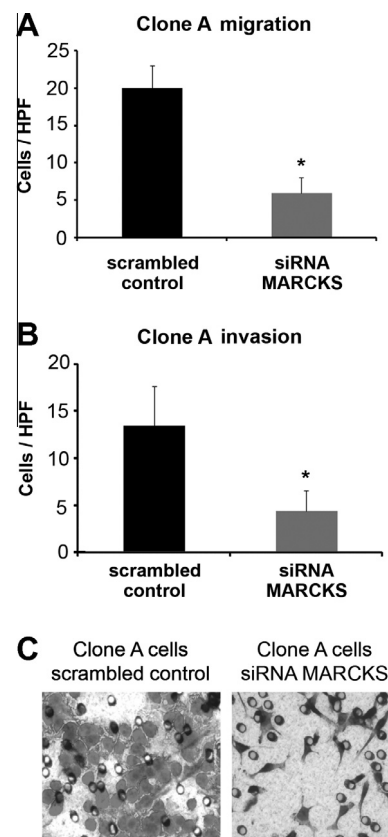 A
Clone A migration
Cells / HPF
25
20
15
10
5
0
*
scrambled
control
siRNA
MARCKS
B
Clone A invasion
Cells / HPF
20
15
10
5
0
*
scrambled
control
siRNA
MARCKS
C
Clone A cells
scrambled control
Clone A cells
siRNA MARCKS